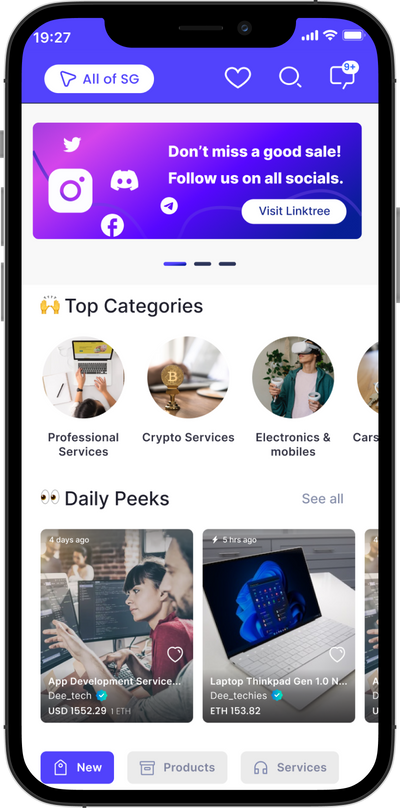 19:27
All of SG
9+
Don't miss a good sale!
Follow us on all socials.
Visit Linktree
🙌 Top Categories
Professional
Services
Crypto Services
Electronics &
mobiles
Cars
👀 Daily Peeks
See all
4 days ago
App Development Service...
Dee_tech
USD 1552.29 1 ETH
5 hrs ago
Laptop Thinkpad Gen 1.0 N...
Dee_techies
ETH 153.82
4
A
D
U
New
Products
Services